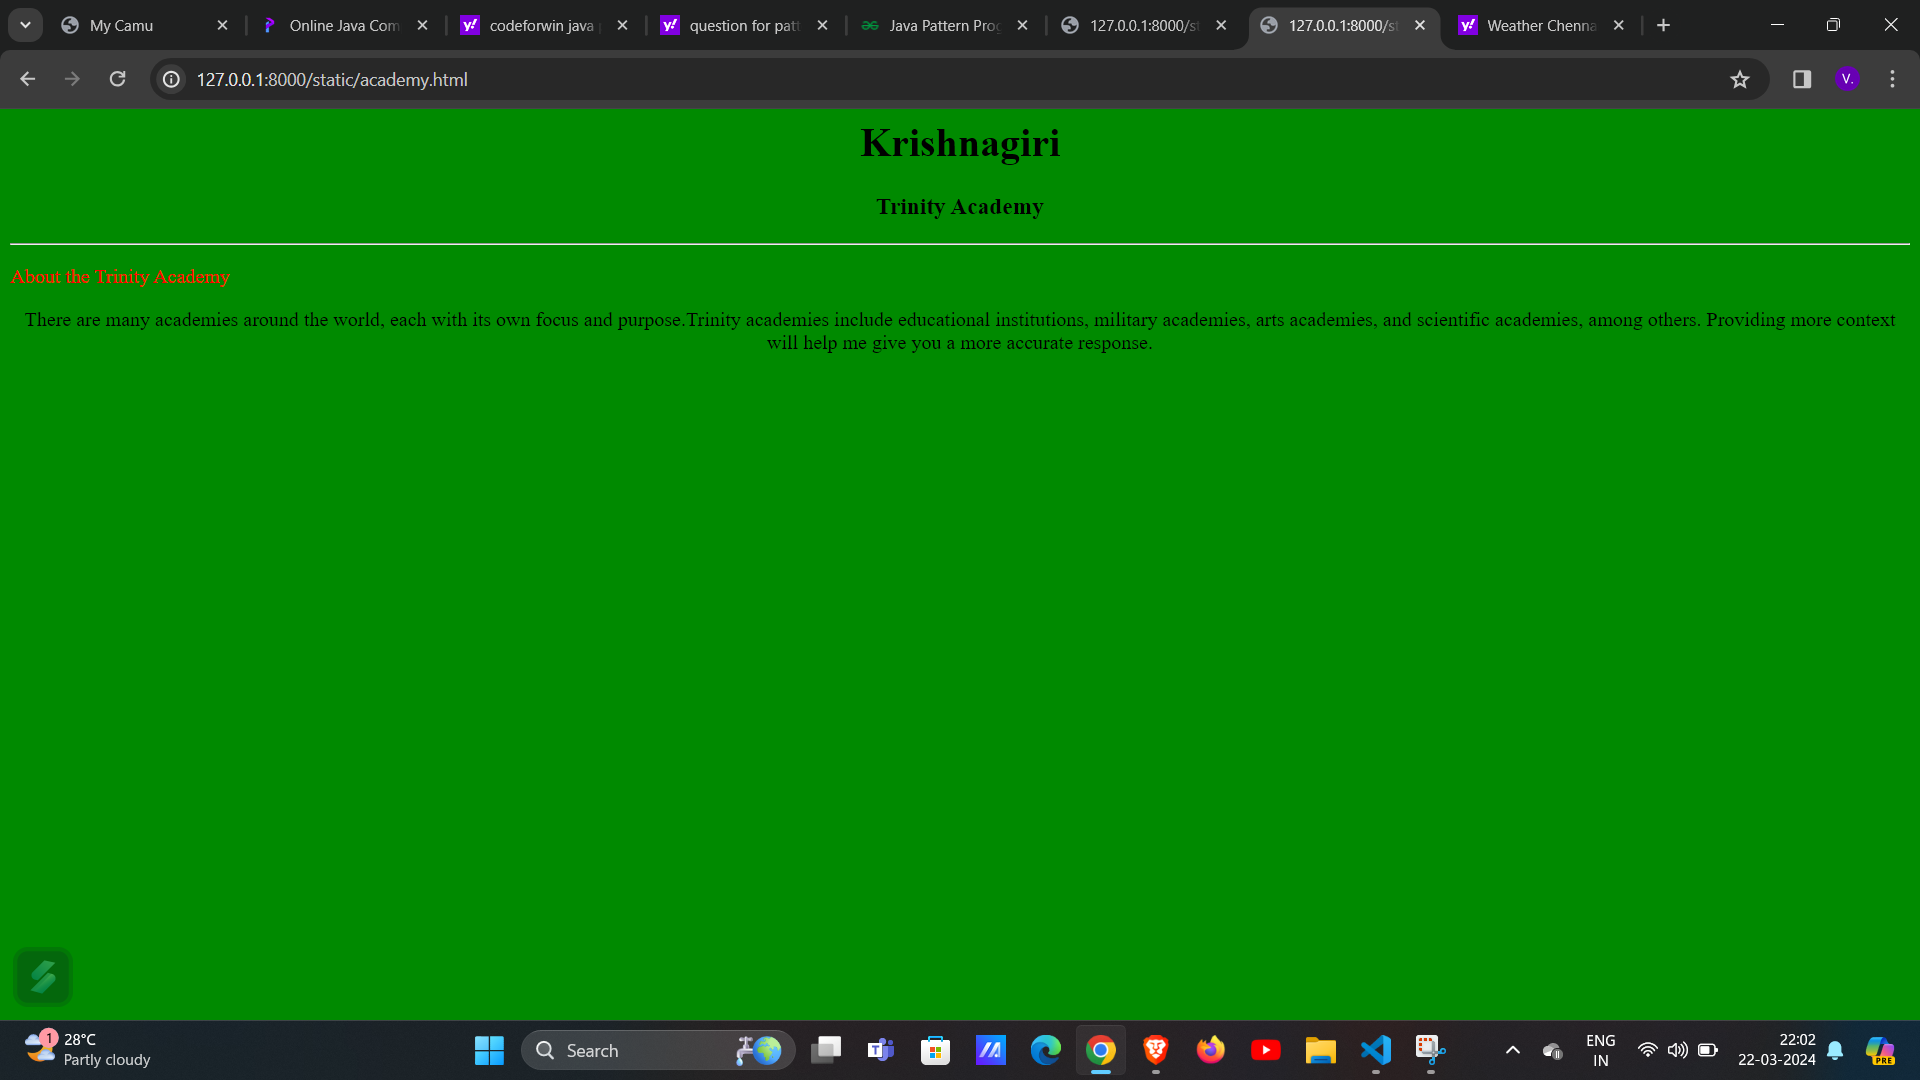 My Camu
Online Java Com
codeforwin java
question for patt
Java Pattern Prog
127.0.0.1:8000/st
127.0.0.1:8000/st
Weather Chenna
127.0.0.1:8000/static/academy.html
V.
Krishnagiri
Trinity Academy
About the Trinity Academy
There are many academies around the world, each with its own focus and purpose.Trinity academies include educational institutions, military academies, arts academies, and scientific academies, among others. Providing more context
will help me give you a more accurate response.
1
28°C
Partly cloudy
Search
ENG
IN
22:02
22-03-2024
PRE